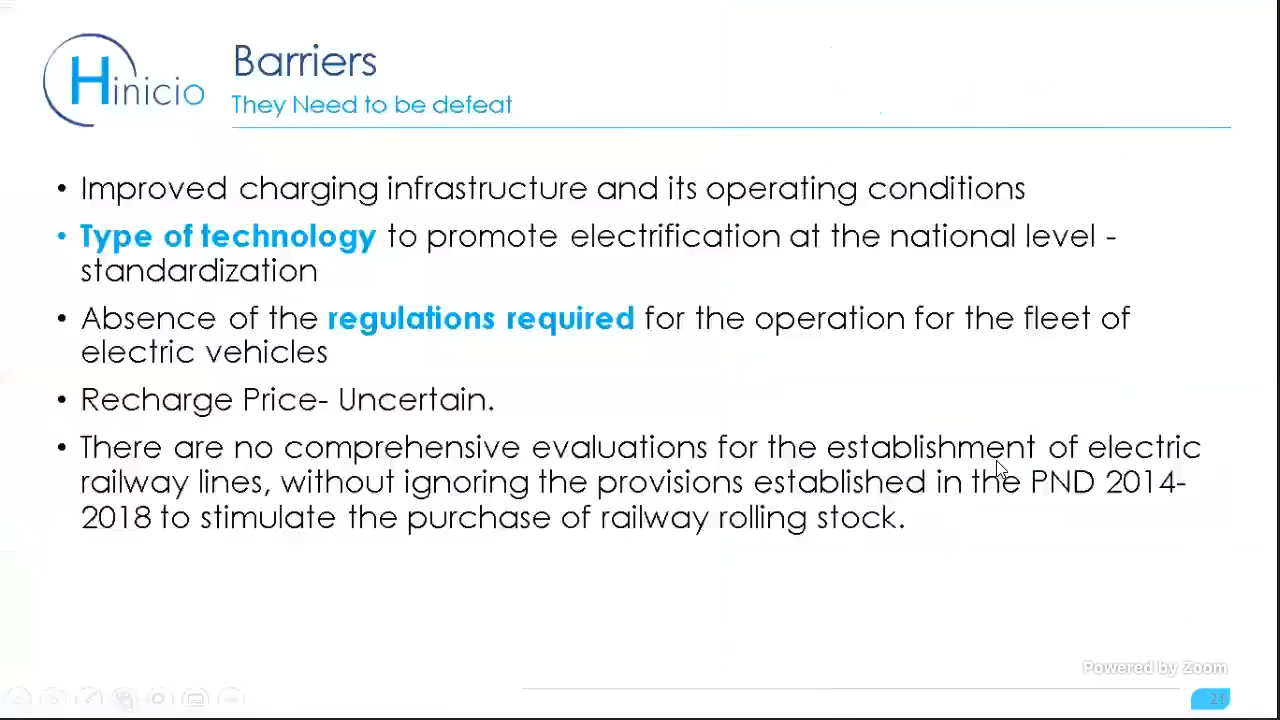 Hinicio
Barriers
They Need to be defeat
• Improved charging infrastructure and its operating conditions
• Type of technology to promote electrification at the national level -
standardization
• Absence of the regulations required for the operation for the fleet of
electric vehicles
• Recharge Price- Uncertain.
• There are no comprehensive evaluations for the establishment of electric
railway lines, without ignoring the provisions established in the PND 2014-
2018 to stimulate the purchase of railway rolling stock.
Powered by Zoom